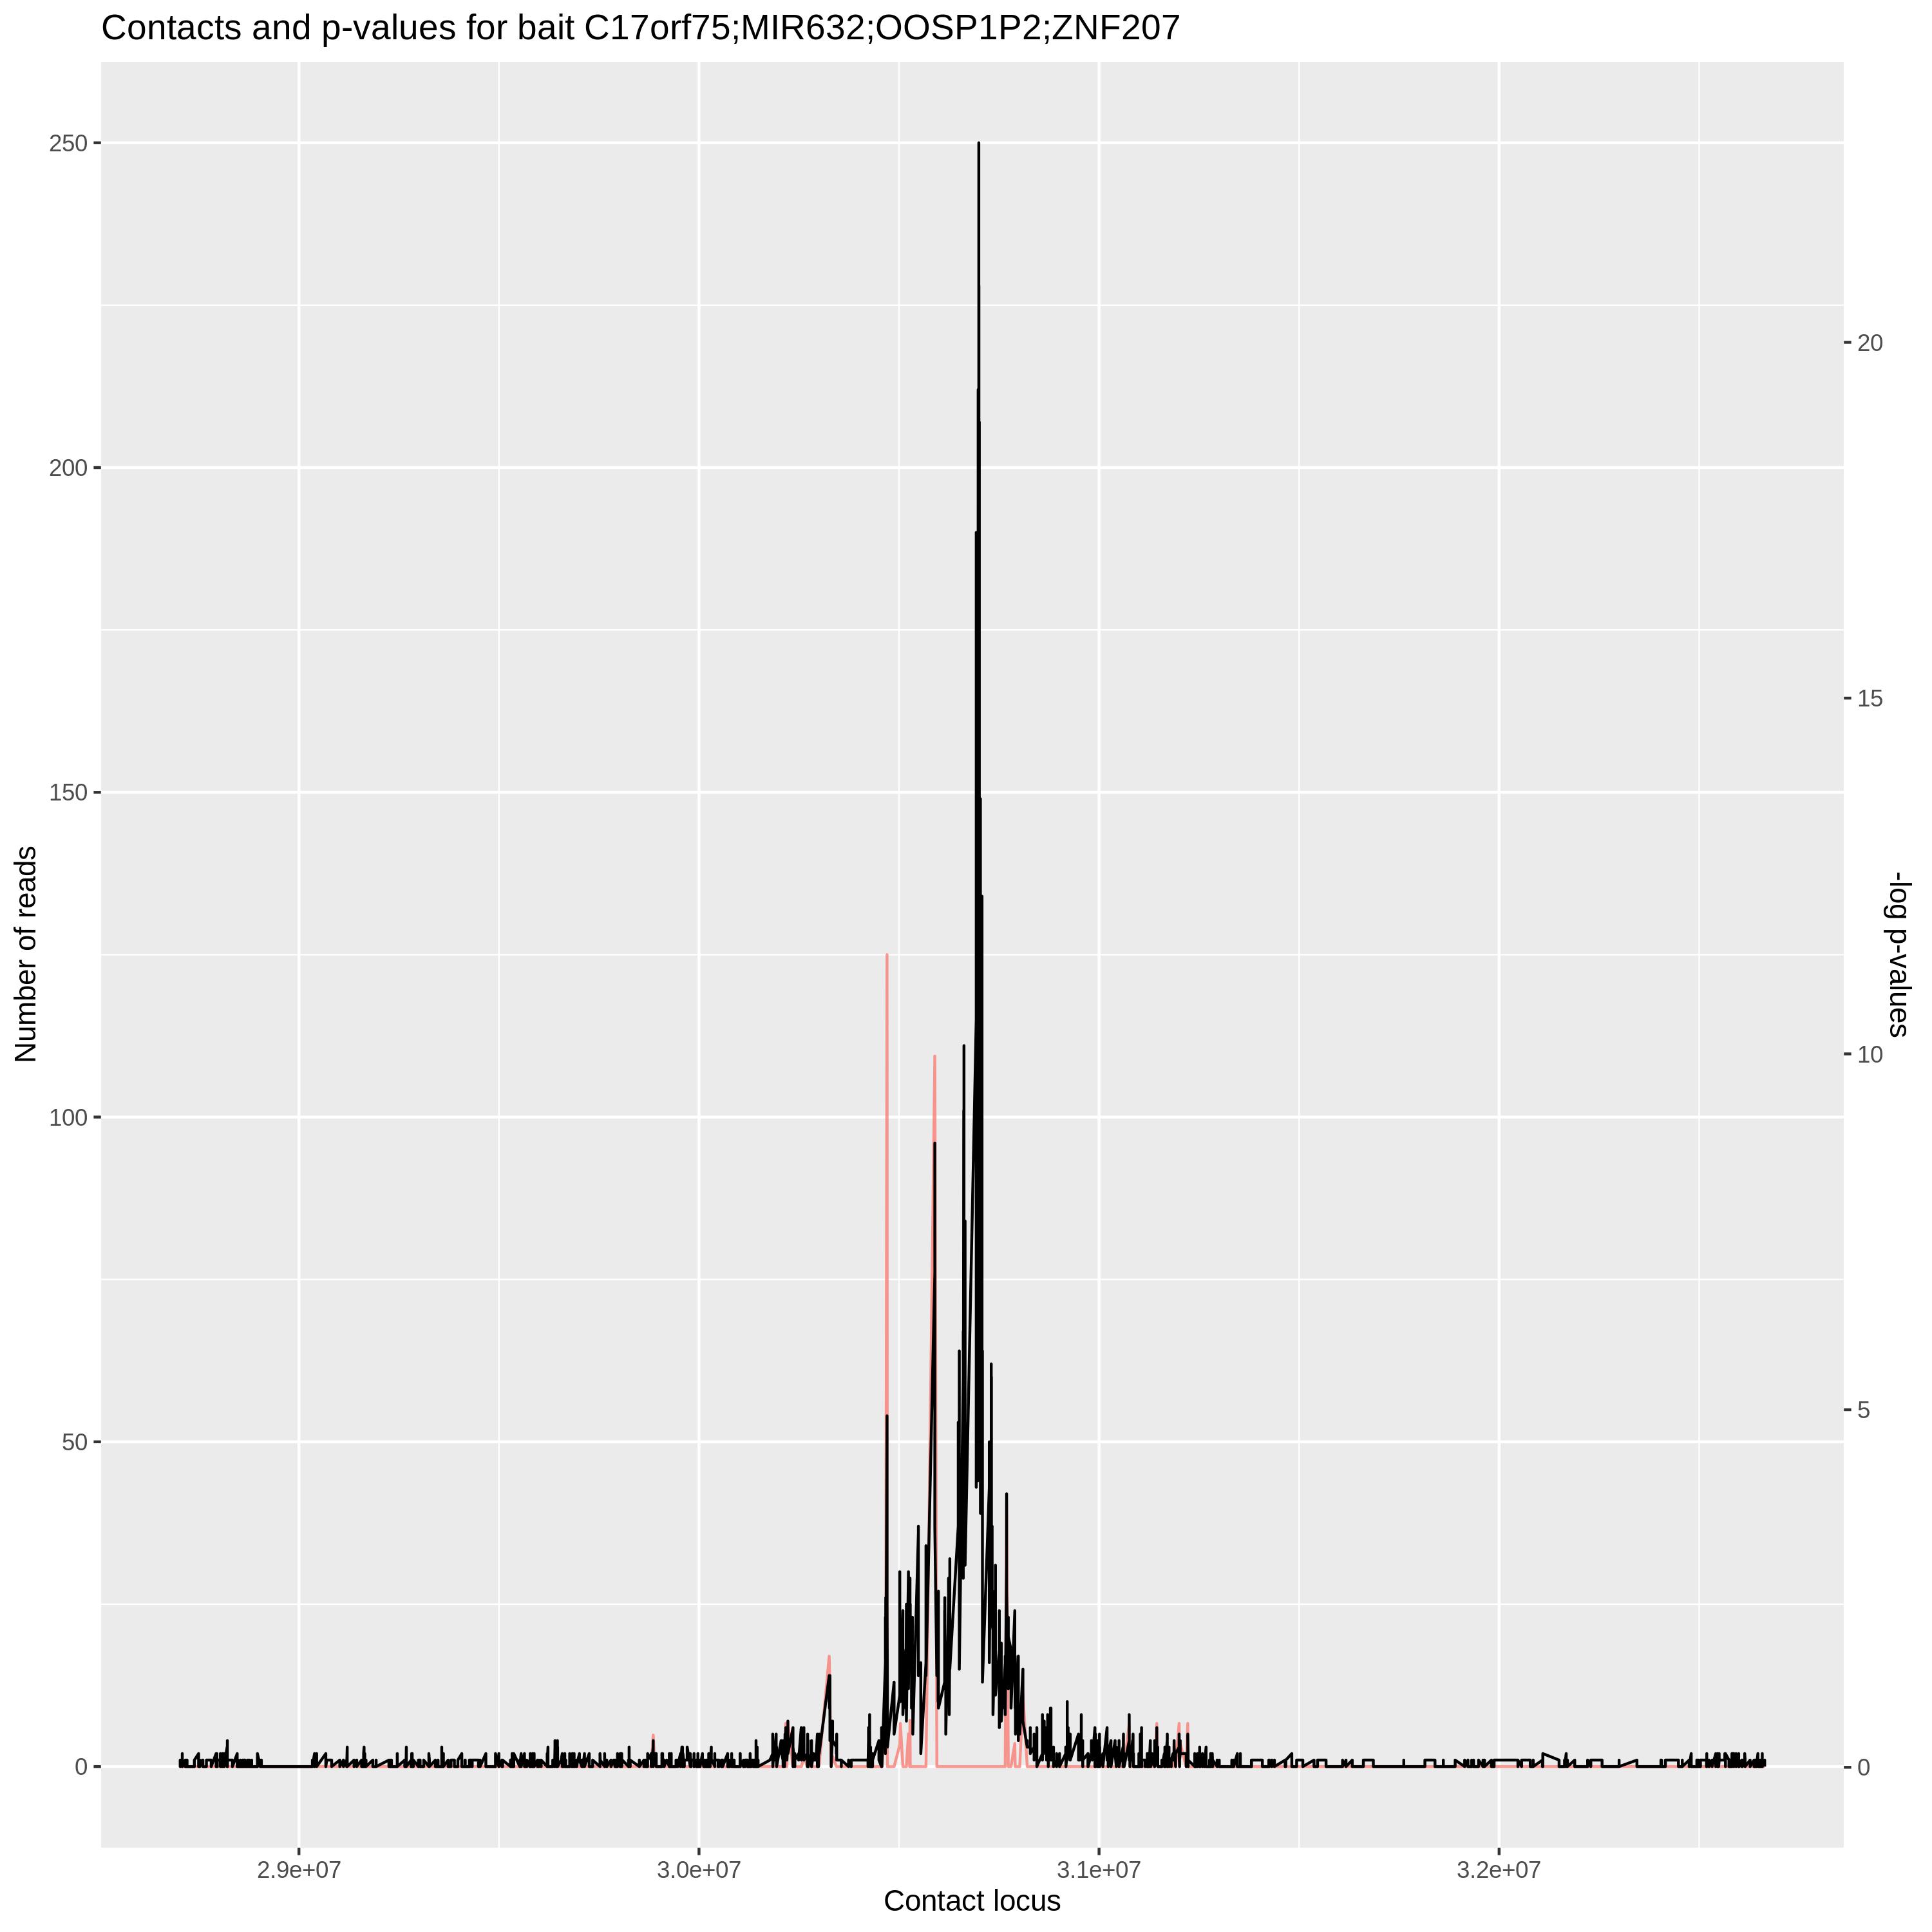 Contacts and p-values for bait C17orf75;MIR632;OOSP1P2;ZNF207
250
200
150
100
50
0
Number of reads
20
15
10
5
0
-log p-values
2.9e+07
3.0e+07
3.1e+07
3.2e+07
Contact locus